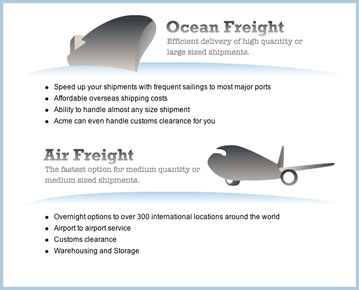 Ocean Freight
Efficient delivery of high quantity or
large sized shipments.
Speed up your shipments with frequent sailings to most major ports
Affordable overseas shipping costs
Ability to handle almost any size shipment
Acme can even handle customs clearance for you
Air Freight
The fastest option for medium quantity or
medium sized shipments.
Overnight options to over 300 international locations around the world
Airport to airport service
Customs clearance
Warehousing and Storage